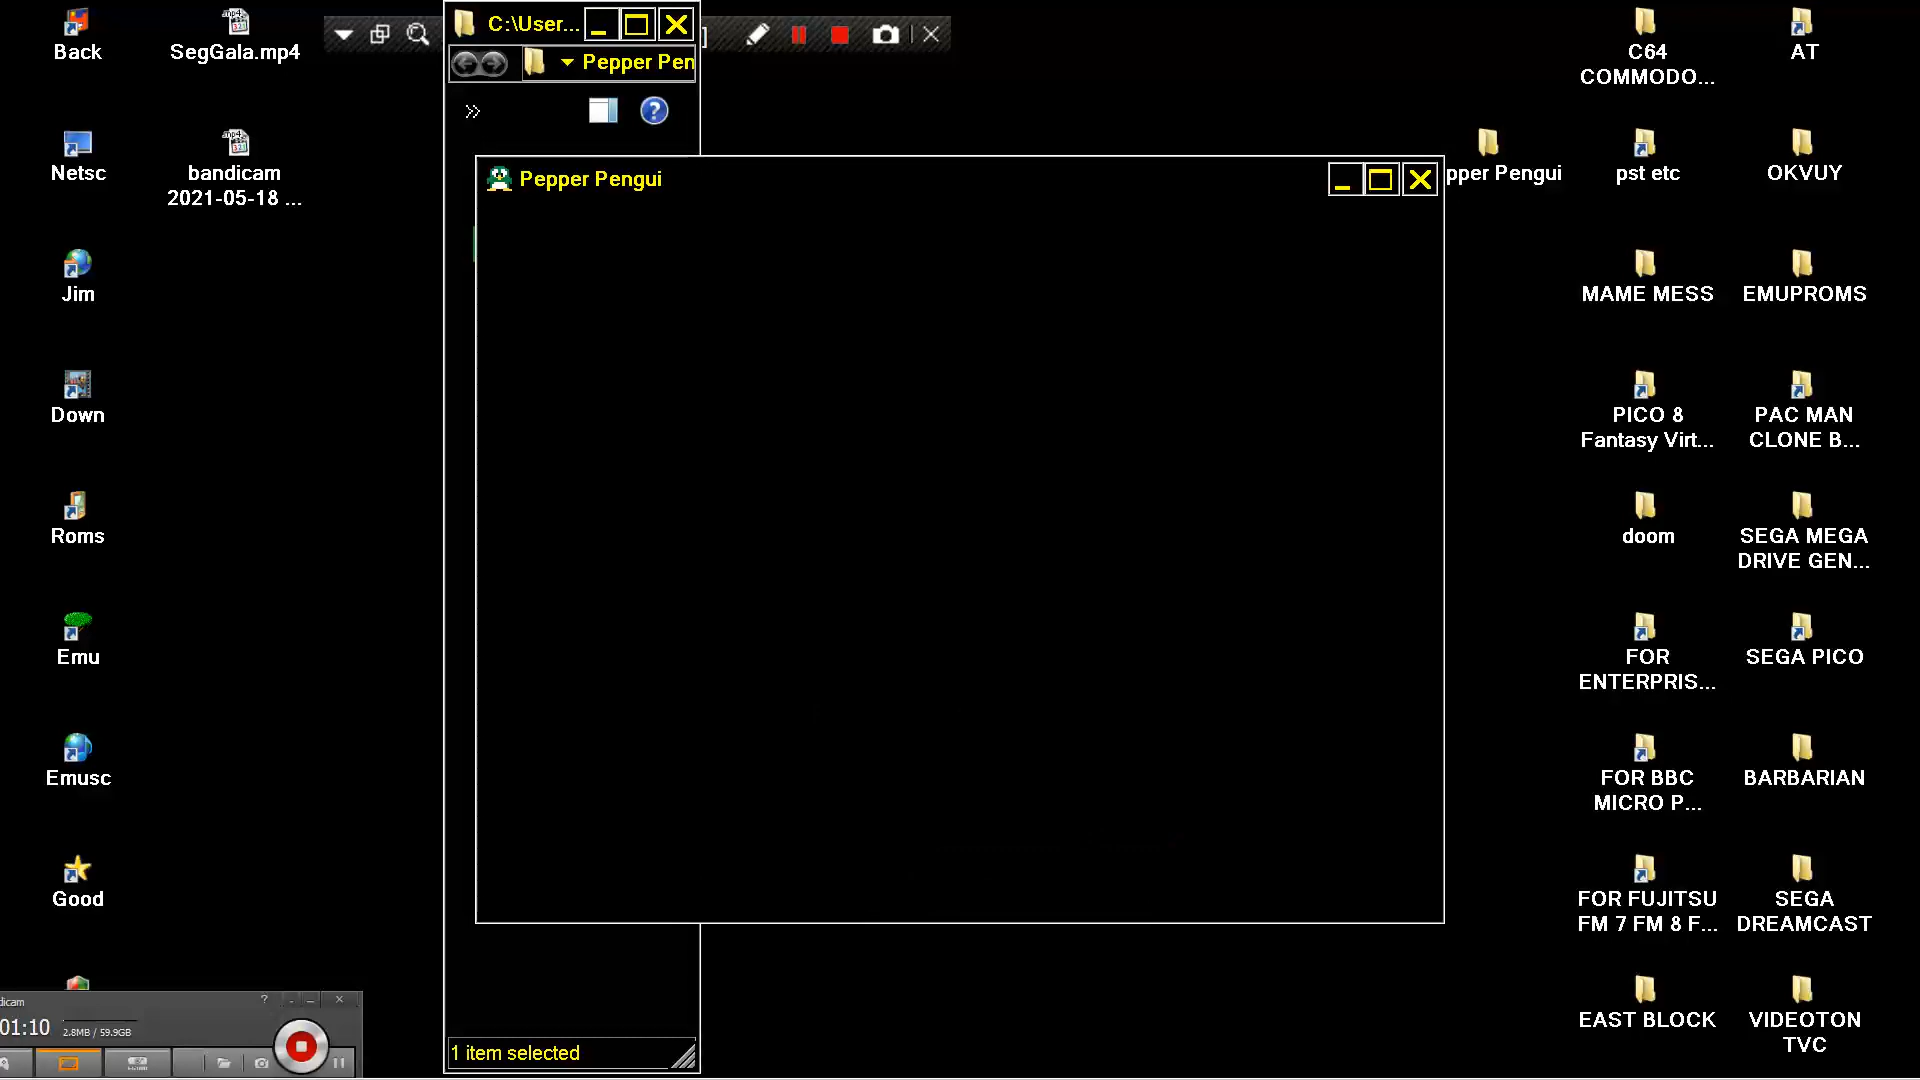 Back
SegGala.mp4
C:\User...
Pepper Pen
Pepper Pengui
1 item selected
Netsc
bandicam
2021-05-18 ...
Jim
Down
Roms
Emu
Emusc
Good
dicam
01:10
2.8MB / 59.9GB
C64
COMMODO...
AT
pper Pengui
pst etc
OKVUY
MAME MESS
EMUPROMS
PICO 8
Fantasy Virt...
PAC MAN
CLONE B...
doom
SEGA MEGA
DRIVE GEN...
FOR
ENTERPRIS...
SEGA PICO
FOR BBC
MICRO P...
BARBARIAN
FOR FUJITSU
FM 7 FM 8 F...
SEGA
DREAMCAST
EAST BLOCK
VIDEOTON
TVC